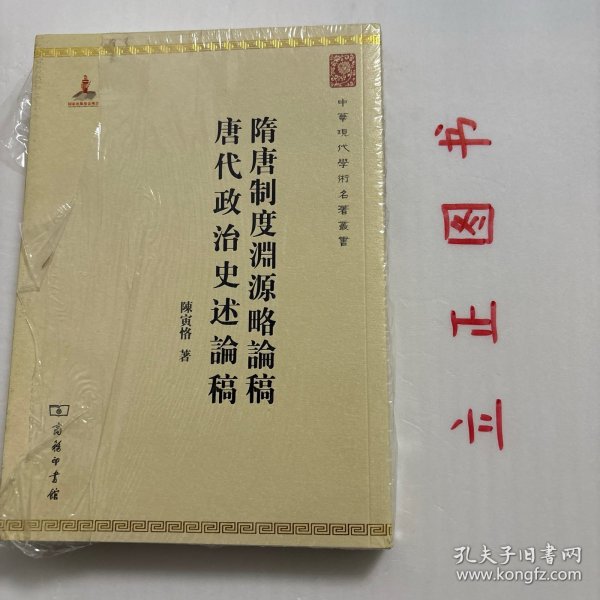 中華現代學術名著叢書
隋唐制度淵源略論稿
唐代政治史述論稿
陳寅恪 著
商務印書館
立正图书
孔夫子旧书网
www.kongfz.com